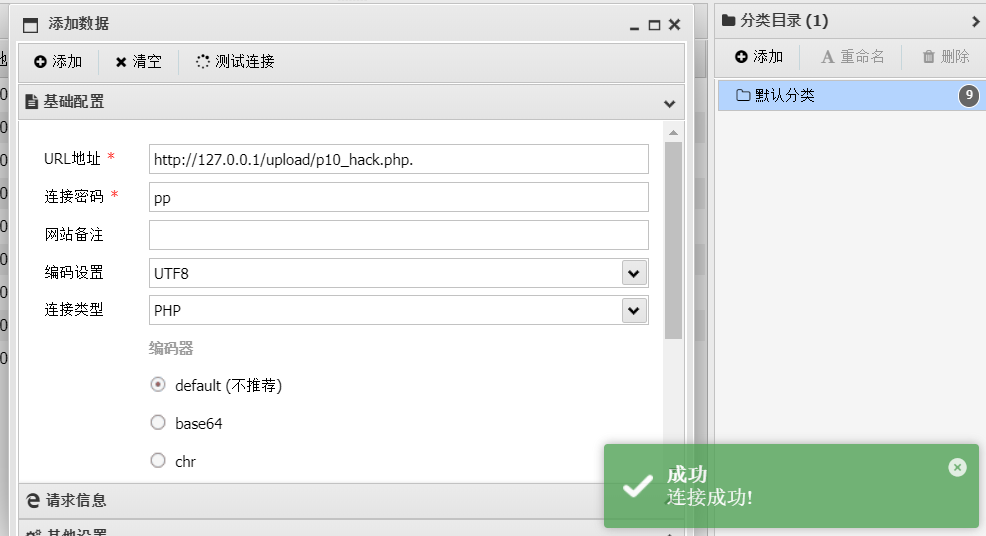 添加数据
添加 清空 测试连接
基础配置
URL地址 * http://127.0.0.1/upload/p10_hack.php.
连接密码 * pp
网站备注
编码设置 UTF8
连接类型 PHP
编码器
default (不推荐)
base64
chr
请求信息
其他设置
分类目录 (1)
添加 重命名 删除
默认分类 9
成功
连接成功!